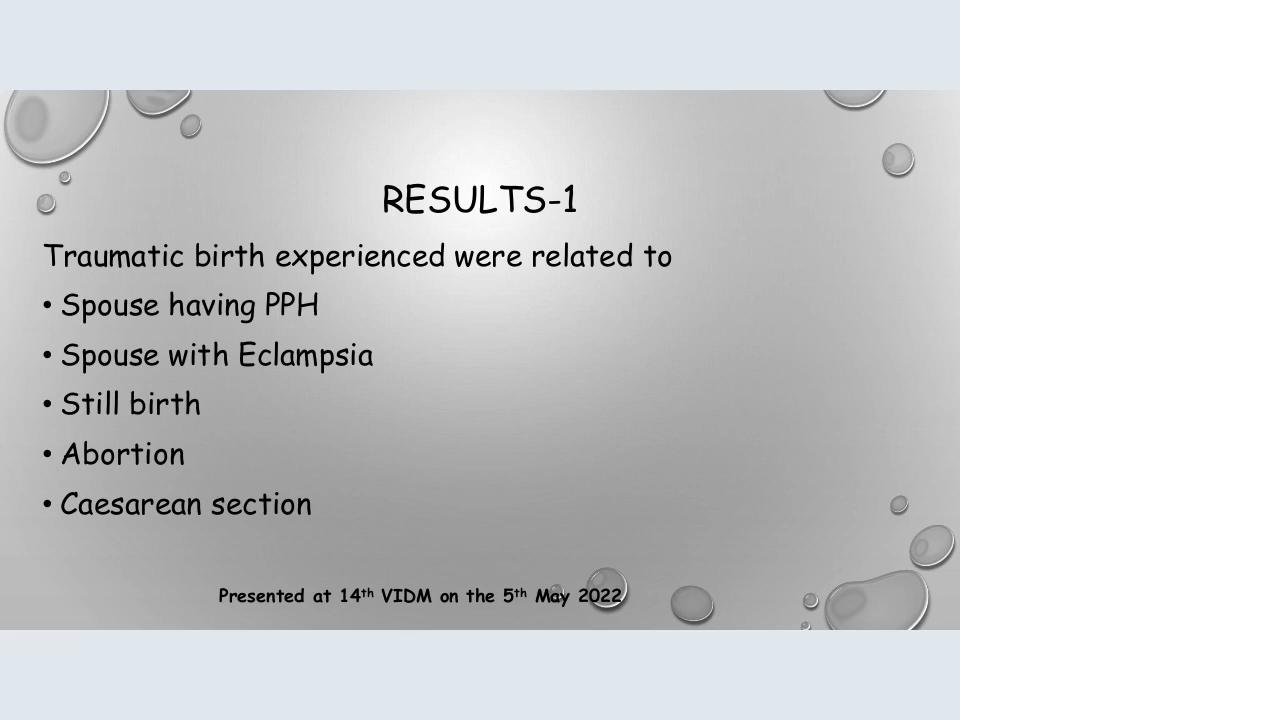 RESULTS-1
Traumatic birth experienced were related to
• Spouse having PPH
• Spouse with Eclampsia
• Still birth
• Abortion
• Caesarean section
Presented at 14th VIDM on the 5th May 2022